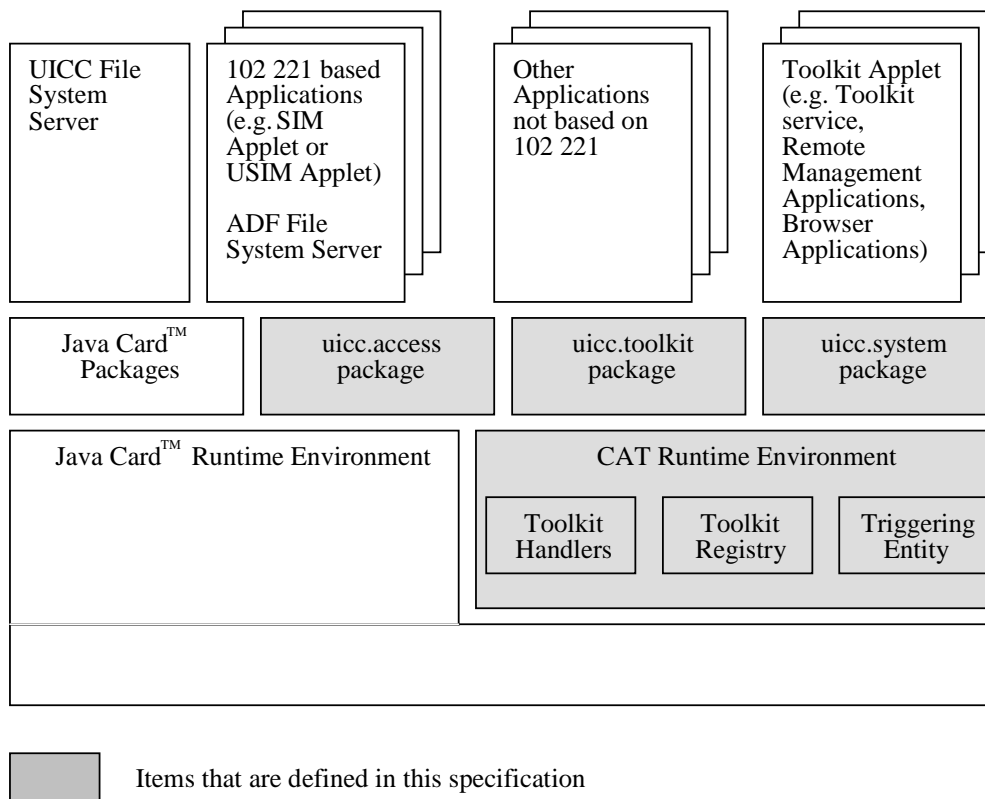 UICC File
System
Server
102 221 based
Applications
(e.g. SIM
Applet or
USIM Applet)
ADF File
System Server
Other
Applications
not based on
102 221
Toolkit Applet
(e.g. Toolkit
service,
Remote
Management
Applications,
Browser
Applications)
Java Card™
Packages
uicc.access
package
uicc.toolkit
package
uicc.system
package
Java Card™ Runtime Environment
CAT Runtime Environment
Toolkit
Handlers
Toolkit
Registry
Triggering
Entity
Items that are defined in this specification